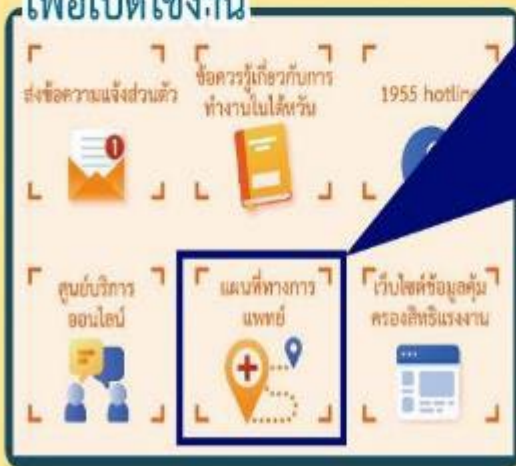 เพื่อเปิดใช้งาน
ส่งข้อความแจ้งส่วนตัว
ข้อควรรู้เกี่ยวกับการ
ทำงานในไต้หวัน
1955 hotline
1
ศูนย์บริการ
ออนไลน์
แผนที่ทางการ
แพทย์
เว็บไซต์ข้อมูลคุ้ม
ครองสิทธิแรงงาน